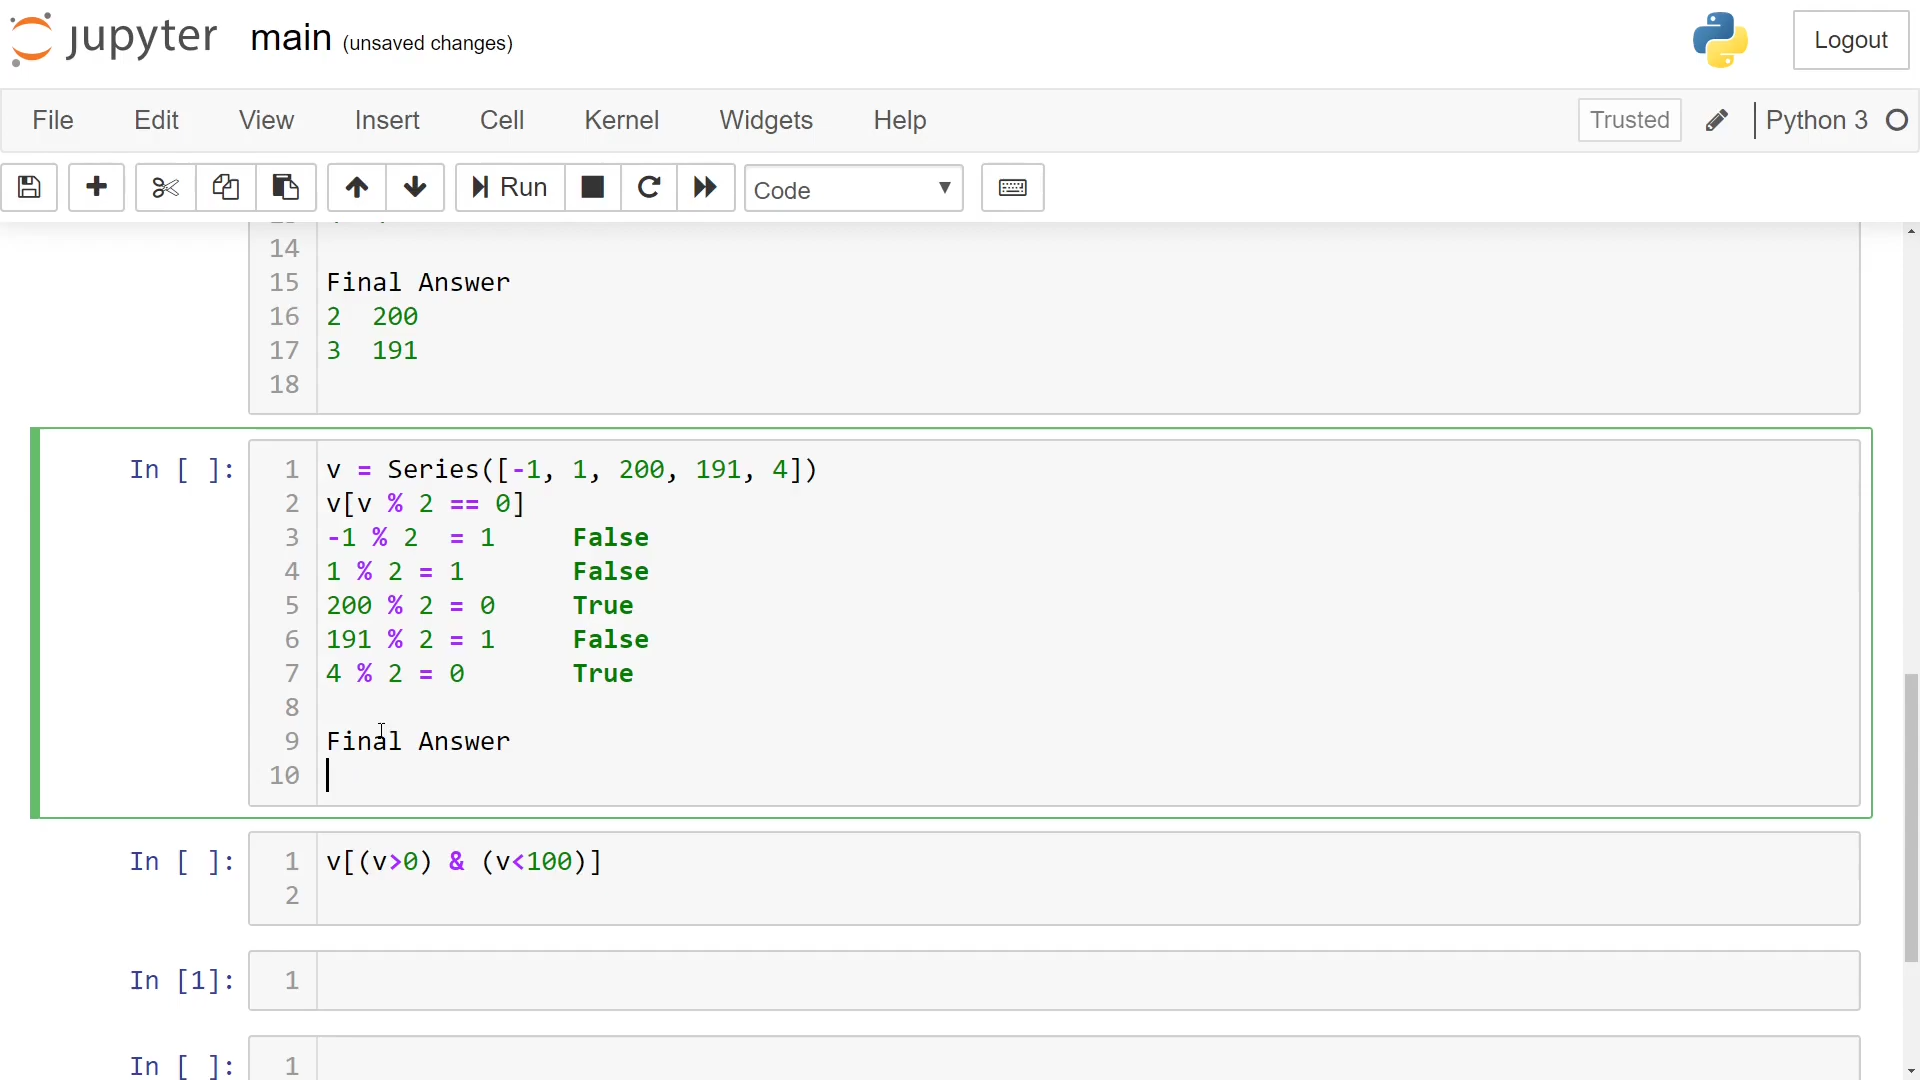 jupyter main (unsaved changes) Logout
File Edit View Insert Cell Kernel Widgets Help Trusted Python 3
Run Code
14
15 Final Answer
16 2 200
17 3 191
18
In [ ]: 1 v = Series([-1, 1, 200, 191, 4])
2 v[v % 2 == 0]
3 -1 % 2 = 1 False
4 1 % 2 = 1 False
5 200 % 2 = 0 True
6 191 % 2 = 1 False
7 4 % 2 = 0 True
8
9 Final Answer
10
In [ ]: 1 v[(v>0) & (v<100)]
2
In [1]: 1
In [ ]: 1